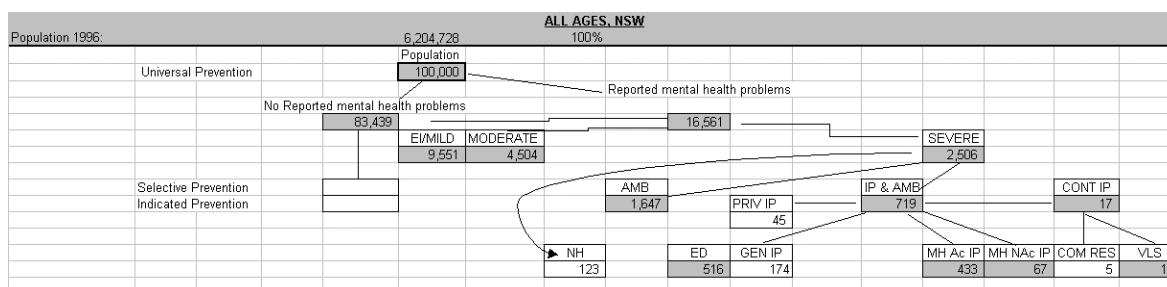 ALL AGES, NSW
Population 1996: 6,204,728 100%
Population
Universal Prevention 100,000
Reported mental health problems
No Reported mental health problems
83,439 16,561
EI/MILD MODERATE SEVERE
9,551 4,504 2,506
Selective Prevention AMB IP & AMB CONT IP
Indicated Prevention 1,647 PRIV IP 719 17
45
NH ED GEN IP MH Ac IP MH NAc IP COM RES VLS
123 516 174 433 67 5